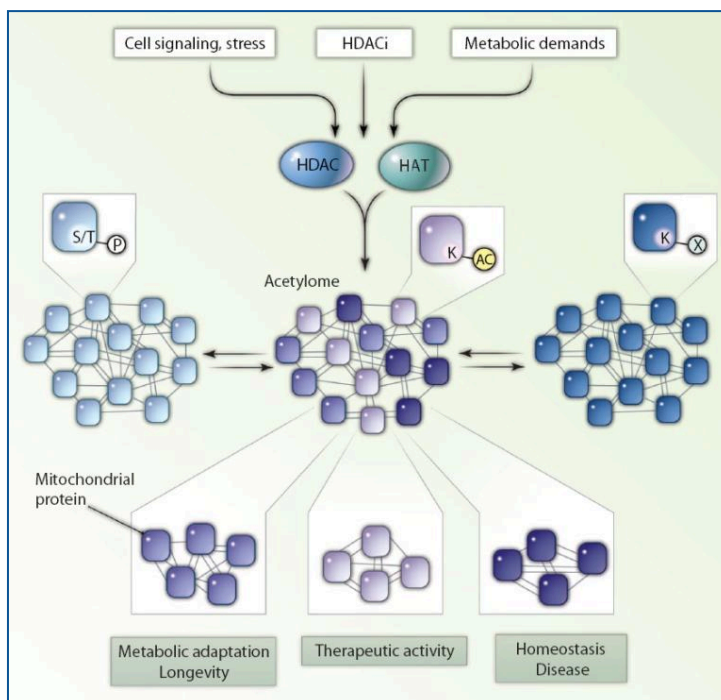 Cell signaling, stress
HDACi
Metabolic demands
HDAC
HAT
S/T
P
K
AC
K
X
Acetylome
Mitochondrial
protein
Metabolic adaptation
Longevity
Therapeutic activity
Homeostasis
Disease